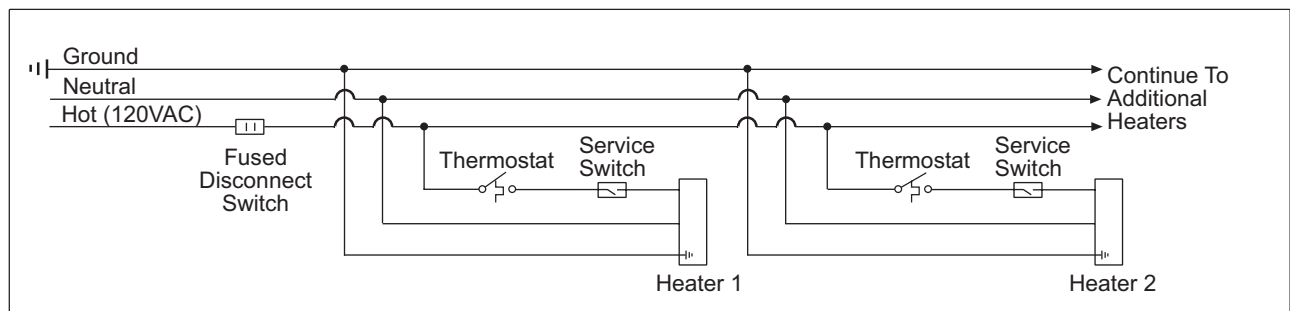 Ground
Neutral
Hot (120VAC)
Continue To
Additional
Heaters
Fused
Disconnect
Switch
Thermostat
Service
Switch
Thermostat
Service
Switch
Heater 1
Heater 2